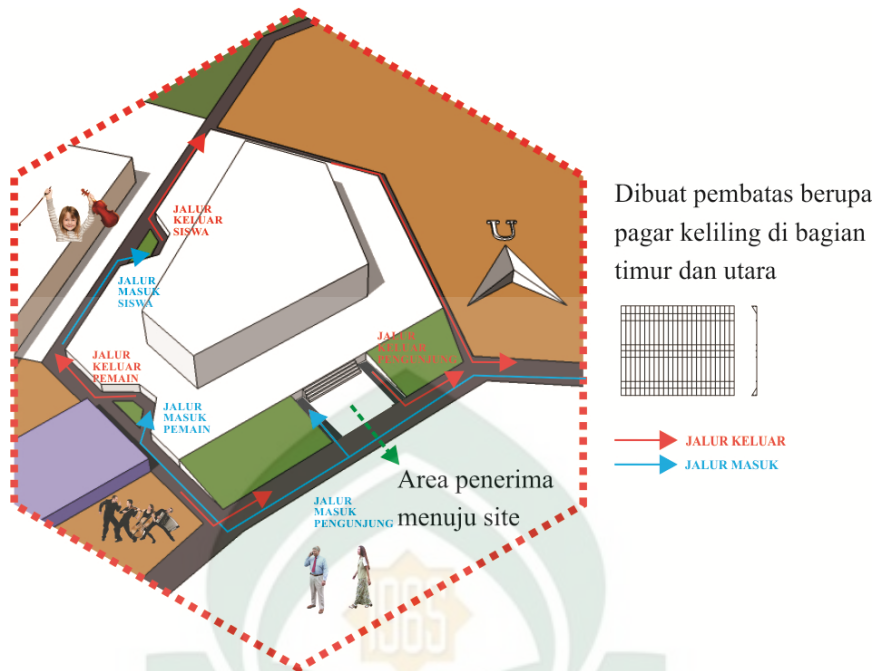 JALUR
KELUAR
SISWA
JALUR
MASUK
SISWA
JALUR
KELUAR
PEMAIN
JALUR
MASUK
PEMAIN
JALUR
KELUAR
PENGUNJUNG
JALUR
MASUK
PENGUNJUNG
Area penerima
menuju site
U
Dibuat pembatas berupa
pagar keliling di bagian
timur dan utara
JALUR KELUAR
JALUR MASUK
1985